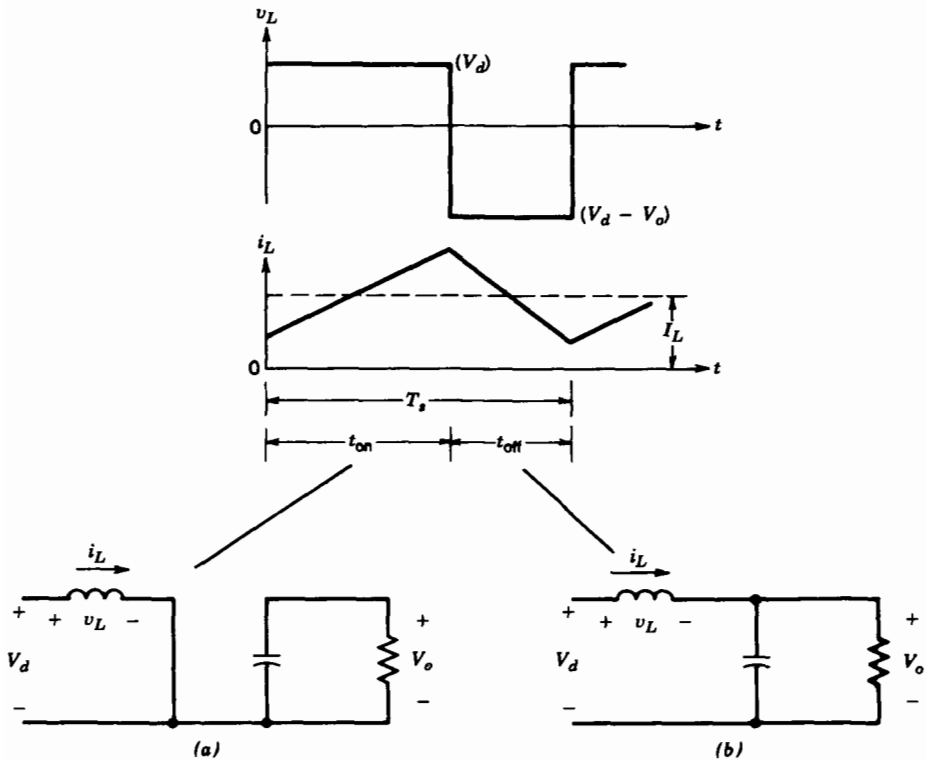 v_L
(V_d)
0
t
(V_d − V_o)
i_L
I_L
0
t
T_s
t_on
t_off
i_L
+ + v_L − +
V_d V_o
− −
(a)
i_L
+ + v_L − +
V_d V_o
− −
(b)